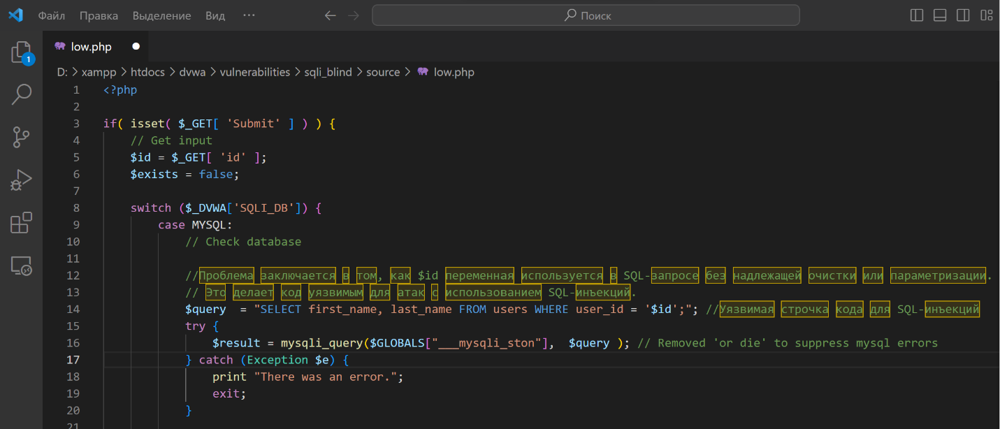 Файл Правка Выделение Вид ··· ← → Поиск
low.php
1
D: > xampp > htdocs > dvwa > vulnerabilities > sqli_blind > source > low.php
1 <?php
2
3 if( isset( $_GET[ 'Submit' ] ) ) {
4 // Get input
5 $id = $_GET[ 'id' ];
6 $exists = false;
7
8 switch ($_DVWA['SQLI_DB']) {
9 case MYSQL:
10 // Check database
11
12 //Проблема заключается в том, как $id переменная используется в SQL-запросе без надлежащей очистки или параметризации.
13 // Это делает код уязвимым для атак с использованием SQL-инъекций.
14 $query  = "SELECT first_name, last_name FROM users WHERE user_id = '$id';"; //Уязвимая строчка кода для SQL-инъекций
15 try {
16 $result = mysqli_query($GLOBALS["___mysqli_ston"],  $query ); // Removed 'or die' to suppress mysql errors
17 } catch (Exception $e) {
18 print "There was an error.";
19 exit;
20 }
21